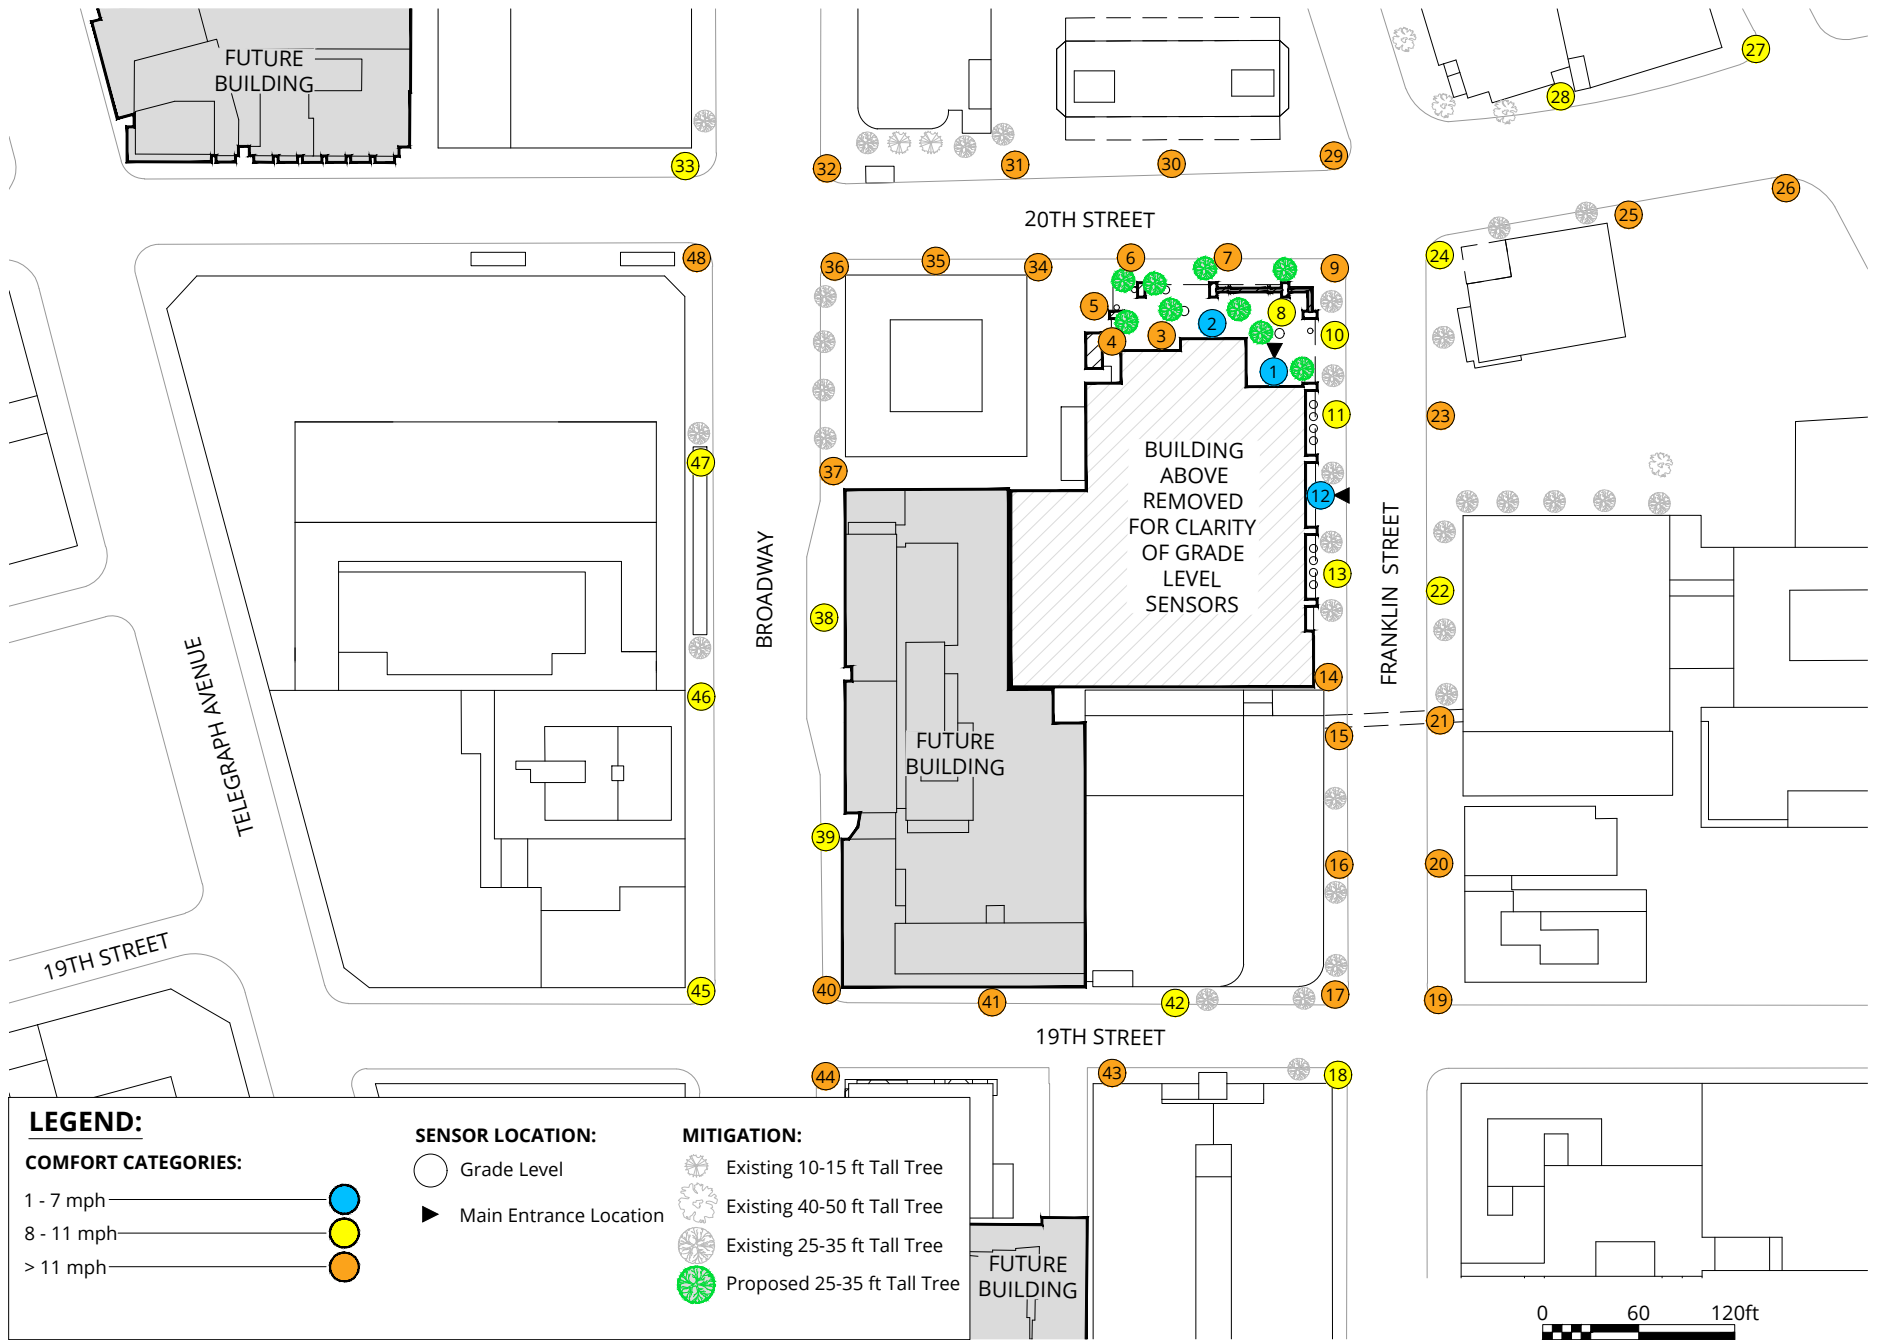 FUTURE
BUILDING
27
28
33
32
31
30
29
26
25
20TH STREET
24
48
36
35
34
6
7
9
5
4
3
2
8
10
1
23
11
47
37
12
BUILDING
ABOVE
REMOVED
FOR CLARITY
OF GRADE
LEVEL
SENSORS
BROADWAY
FRANKLIN STREET
TELEGRAPH AVENUE
13
22
38
46
14
21
15
FUTURE
BUILDING
39
16
20
19TH STREET
45
40
41
42
17
19
19TH STREET
44
43
18
LEGEND:
COMFORT CATEGORIES:
1 - 7 mph
8 - 11 mph
> 11 mph
SENSOR LOCATION:
Grade Level
Main Entrance Location
MITIGATION:
Existing 10-15 ft Tall Tree
Existing 40-50 ft Tall Tree
Existing 25-35 ft Tall Tree
Proposed 25-35 ft Tall Tree
FUTURE
BUILDING
0 60 120ft